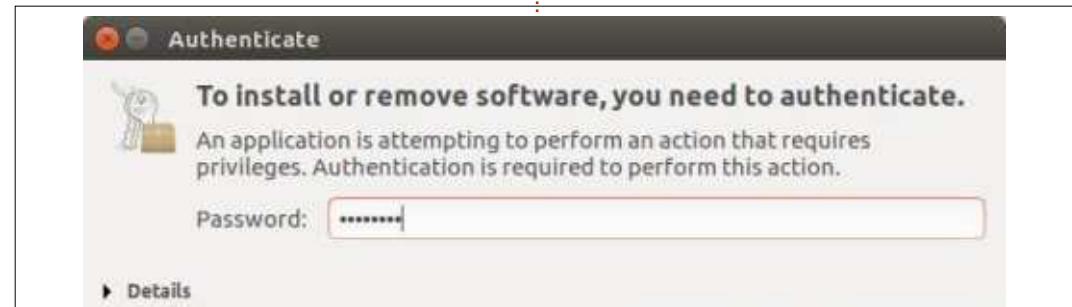 Authenticate
To install or remove software, you need to authenticate.
An application is attempting to perform an action that requires
privileges. Authentication is required to perform this action.
Password: ••••••••
Details